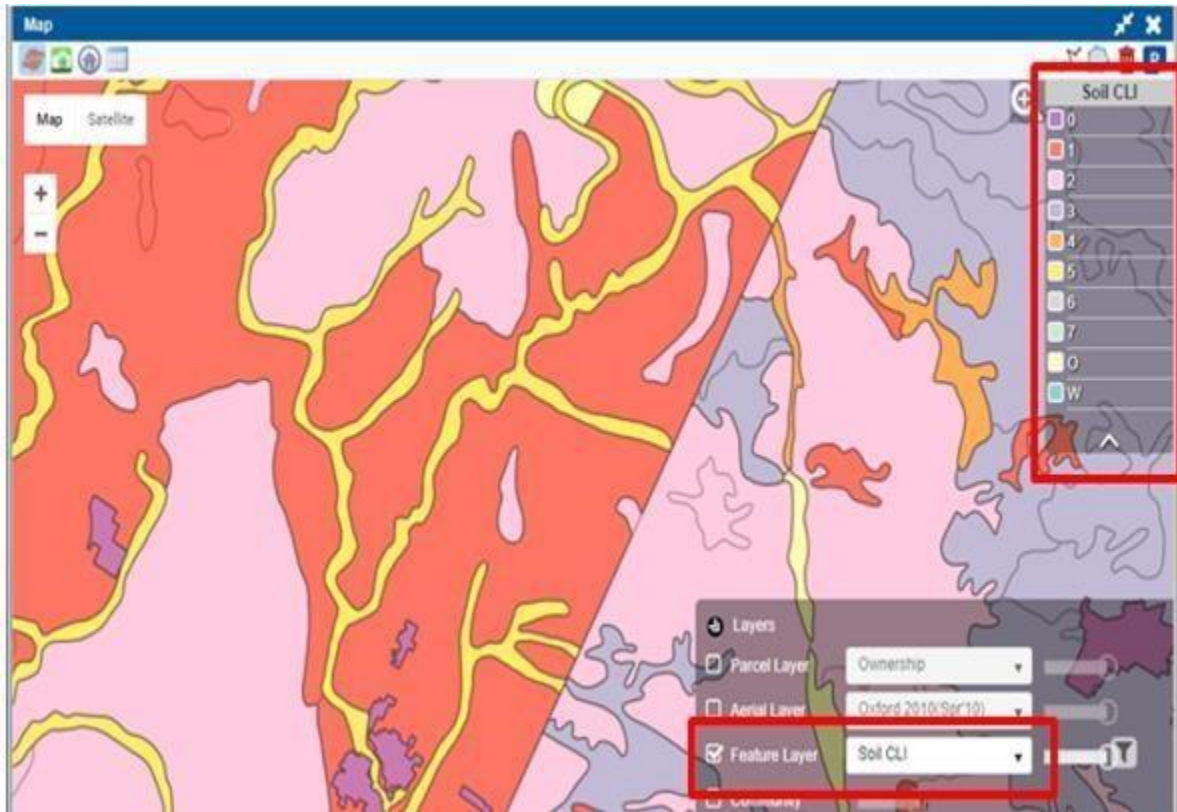 Map
P
Map Satellite
+
−
Soil CLI
0
1
2
3
4
5
6
7
O
W
Layers
Parcel Layer Ownership
Aerial Layer Oxford 2010(Spr'10)
Feature Layer Soil CLI
Community